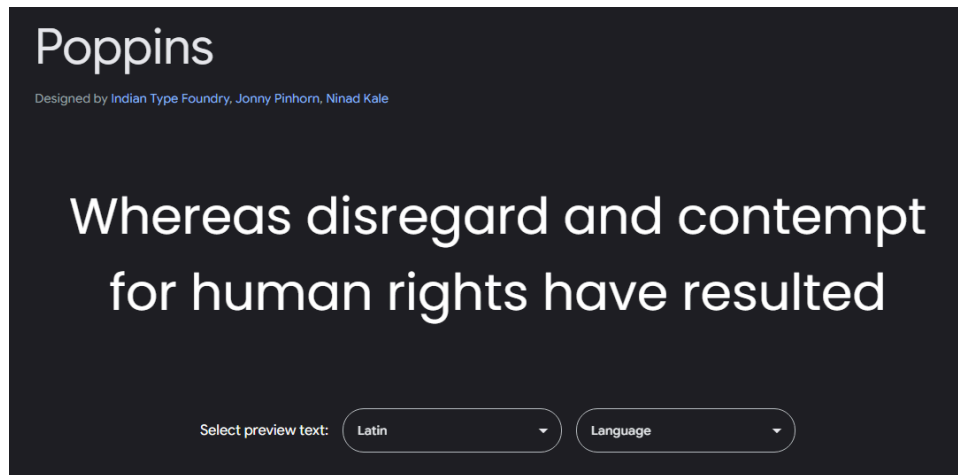 Poppins
Designed by Indian Type Foundry, Jonny Pinhorn, Ninad Kale
Whereas disregard and contempt
for human rights have resulted
Select preview text: Latin Language